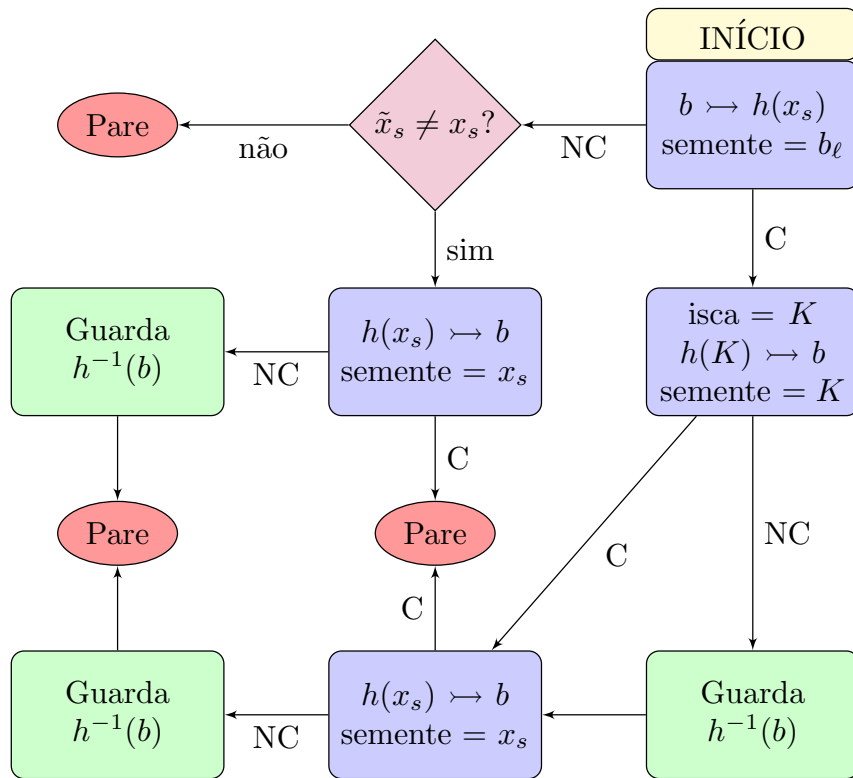 INÍCIO
b ↣ h(x_s)
semente = b_ℓ
NC
x̃_s ≠ x_s?
não
Pare
sim
C
Guarda
h⁻¹(b)
NC
h(x_s) ↣ b
semente = x_s
isca = K
h(K) ↣ b
semente = K
C
Pare
Pare
C
NC
C
Guarda
h⁻¹(b)
NC
h(x_s) ↣ b
semente = x_s
Guarda
h⁻¹(b)